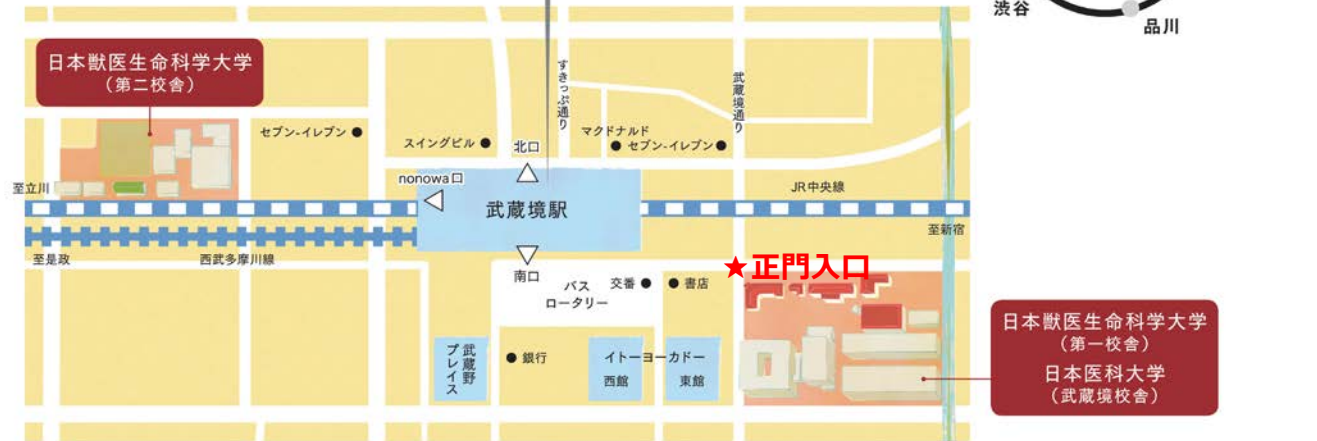 渋谷
品川
日本獣医生命科学大学
（第二校舎）
すきっぷ通り
武蔵境通り
セブン-イレブン
スイングビル
北口
マクドナルド
セブン-イレブン
nonowa口
至立川
武蔵境駅
JR中央線
至新宿
至是政
西武多摩川線
南口
バス
ロータリー
交番
書店
★正門入口
武蔵野
プレイス
銀行
イトーヨーカドー
西館
東館
日本獣医生命科学大学
（第一校舎）
日本医科大学
（武蔵境校舎）